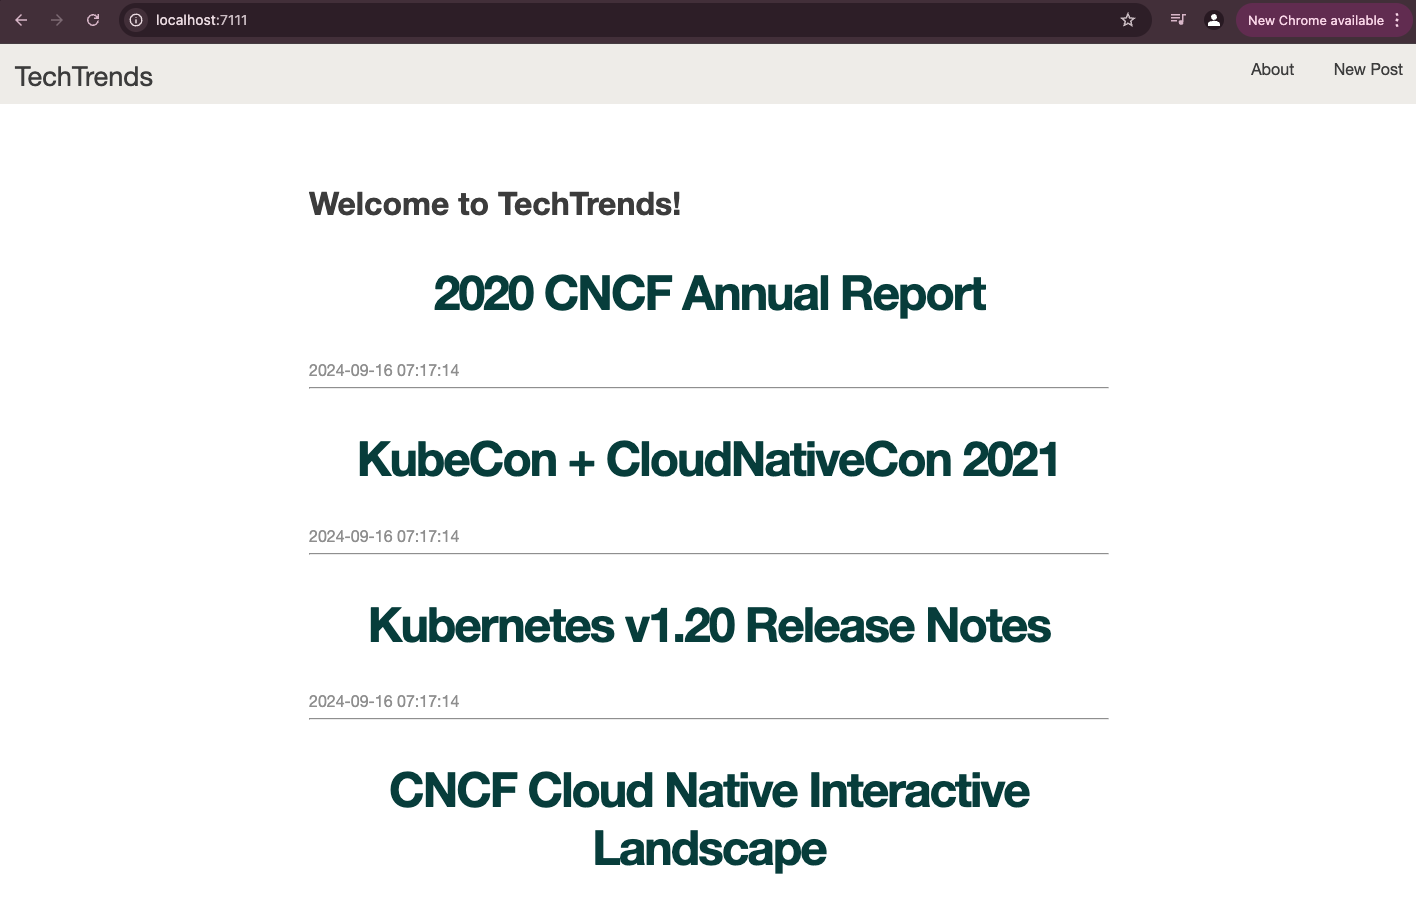 localhost:7111
New Chrome available
TechTrends
About
New Post
Welcome to TechTrends!
2020 CNCF Annual Report
2024-09-16 07:17:14
KubeCon + CloudNativeCon 2021
2024-09-16 07:17:14
Kubernetes v1.20 Release Notes
2024-09-16 07:17:14
CNCF Cloud Native Interactive
Landscape